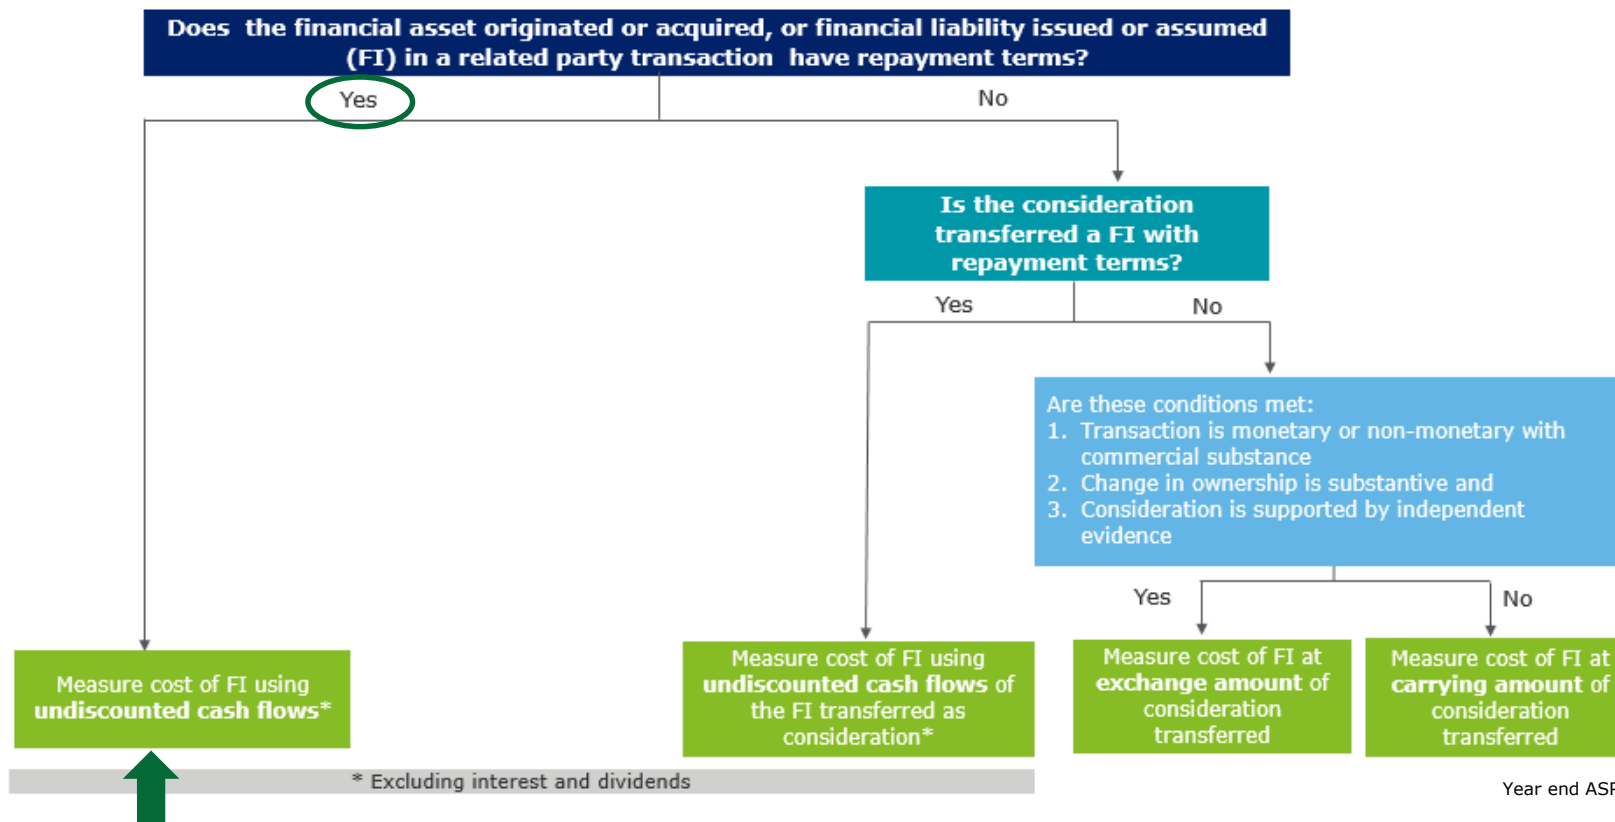 Does the financial asset originated or acquired, or financial liability issued or assumed
(FI) in a related party transaction have repayment terms?
Yes
No
Is the consideration
transferred a FI with
repayment terms?
Yes
No
Are these conditions met:
1. Transaction is monetary or non-monetary with
commercial substance
2. Change in ownership is substantive and
3. Consideration is supported by independent
evidence
Yes
No
Measure cost of FI using
undiscounted cash flows*
Measure cost of FI using
undiscounted cash flows of
the FI transferred as
consideration*
Measure cost of FI at
exchange amount of
consideration
transferred
Measure cost of FI at
carrying amount of
consideration
transferred
* Excluding interest and dividends
Year end ASP